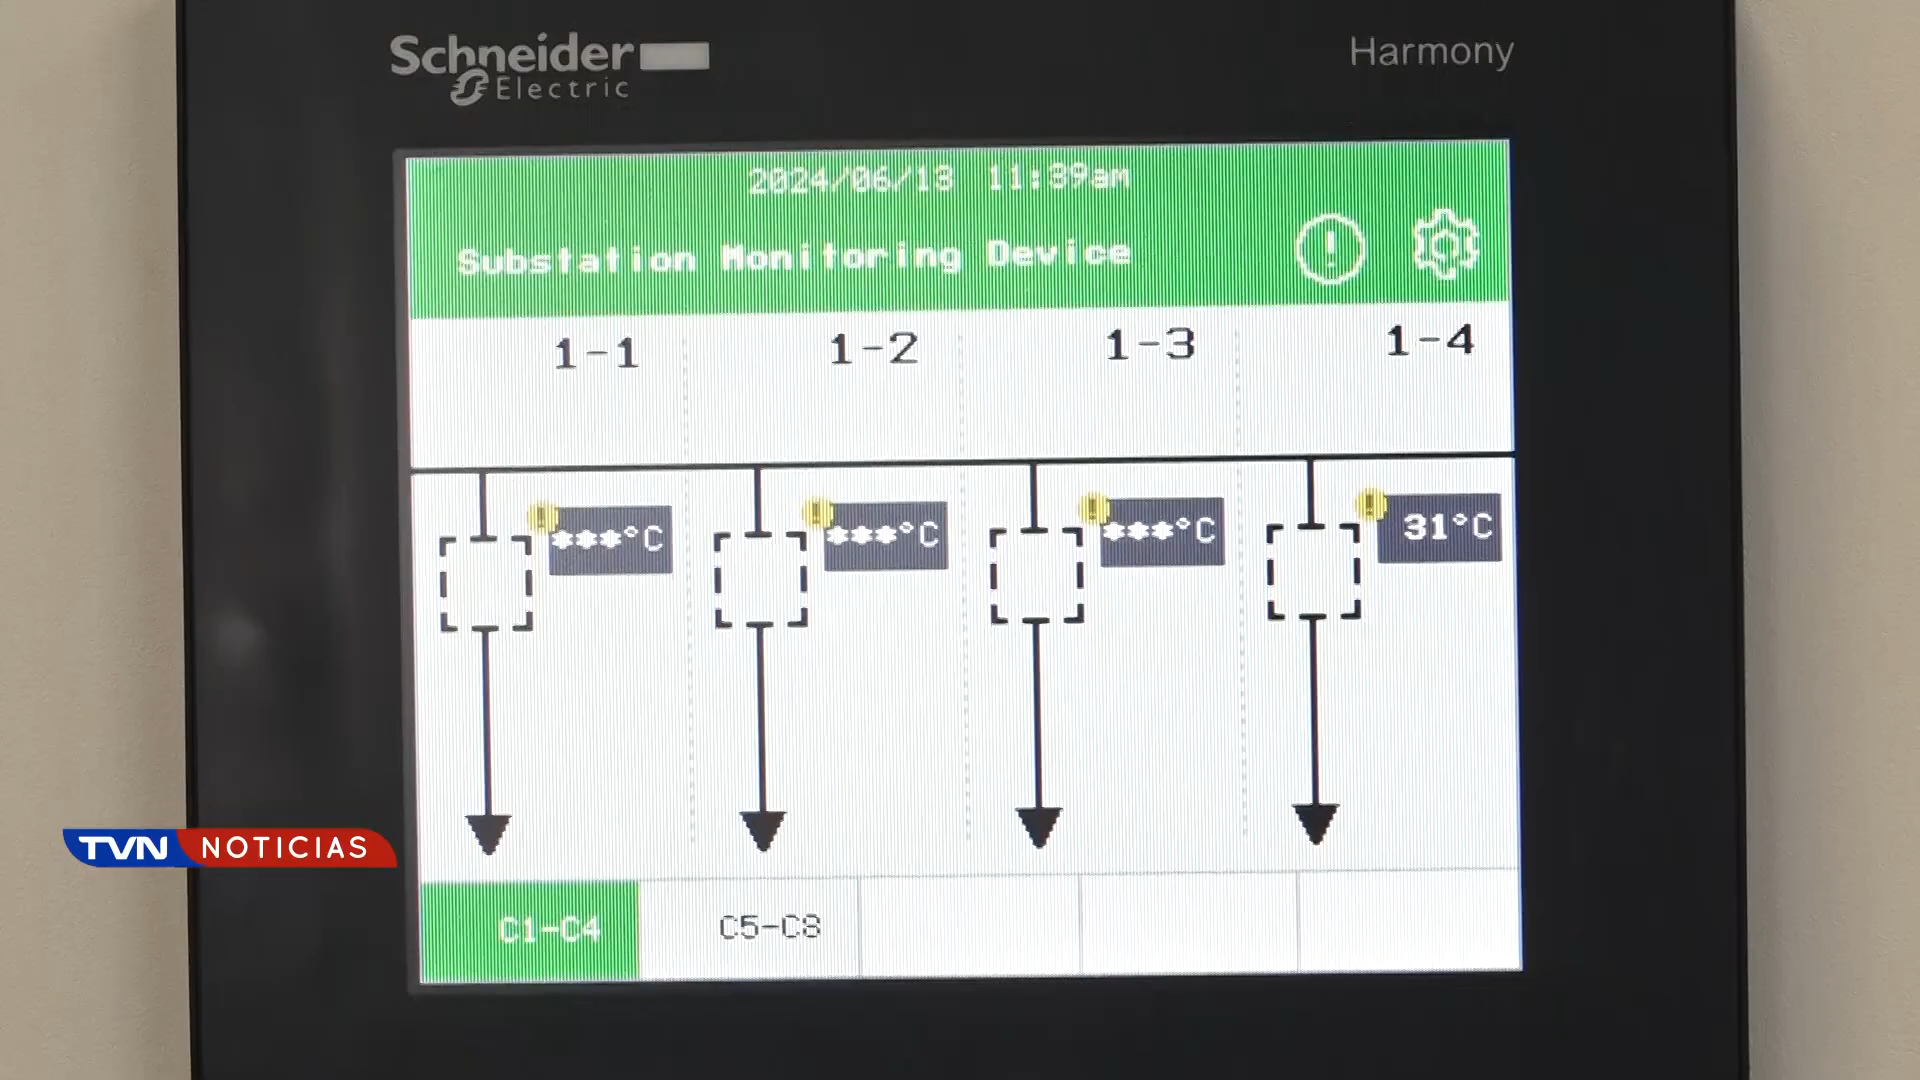 Schneider
Electric
Harmony
2024/06/13 11:39am
Substation Monitoring Device
1-1 1-2 1-3 1-4
***°C ***°C ***°C 31°C
TVN NOTICIAS
C1-C4 C5-C8